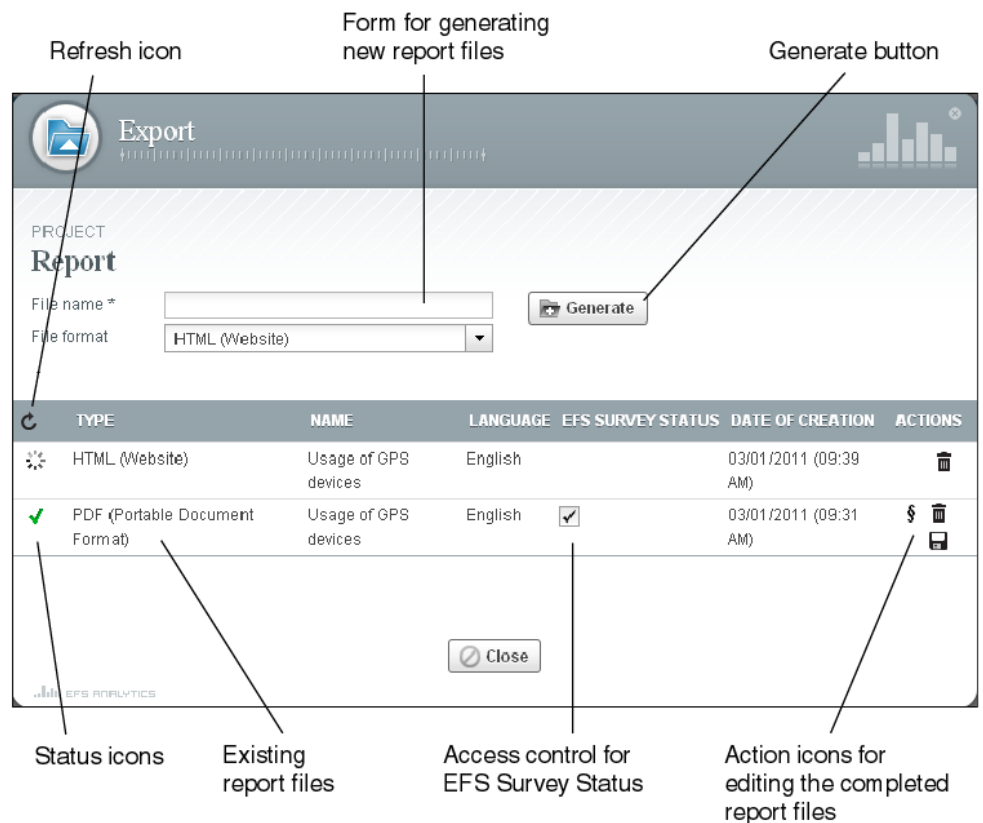 Form for generating
Refresh icon
new report files
Generate button
Export
PROJECT
Report
File name *
Generate
File format
HTML (Website)
TYPE NAME LANGUAGE EFS SURVEY STATUS DATE OF CREATION ACTIONS
HTML (Website) Usage of GPS English 03/01/2011 (09:39
devices AM)
PDF (Portable Document Usage of GPS English 03/01/2011 (09:31 §
Format) devices AM)
Close
EFS ANALYTICS
Status icons
Existing
report files
Access control for
EFS Survey Status
Action icons for
editing the completed
report files